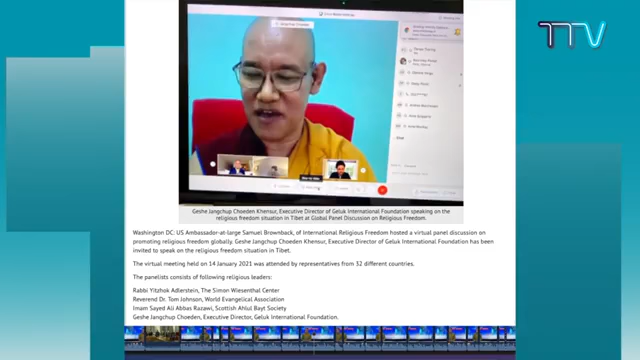 TTV
Geshe Jangchup Choeden Khensur, Executive Director of Geluk International Foundation speaking on the
religious freedom situation in Tibet at Global Panel Discussion on Religious Freedom.
Washington DC: US Ambassador-at-large Samuel Brownback, of International Religious Freedom hosted a virtual panel discussion on
promoting religious freedom globally. Geshe Jangchup Choeden Khensur, Executive Director of Geluk International Foundation has been
invited to speak on the religious freedom situation in Tibet.
The virtual meeting held on 14 January 2021 was attended by representatives from 32 different countries.
The panelists consists of following religious leaders:
Rabbi Yitzhok Adlerstein, The Simon Wiesenthal Center
Reverend Dr. Tom Johnson, World Evangelical Association
Imam Sayed Ali Abbas Razawi, Scottish Ahlul Bayt Society
Geshe Jangchup Choeden, Executive Director, Geluk International Foundation.